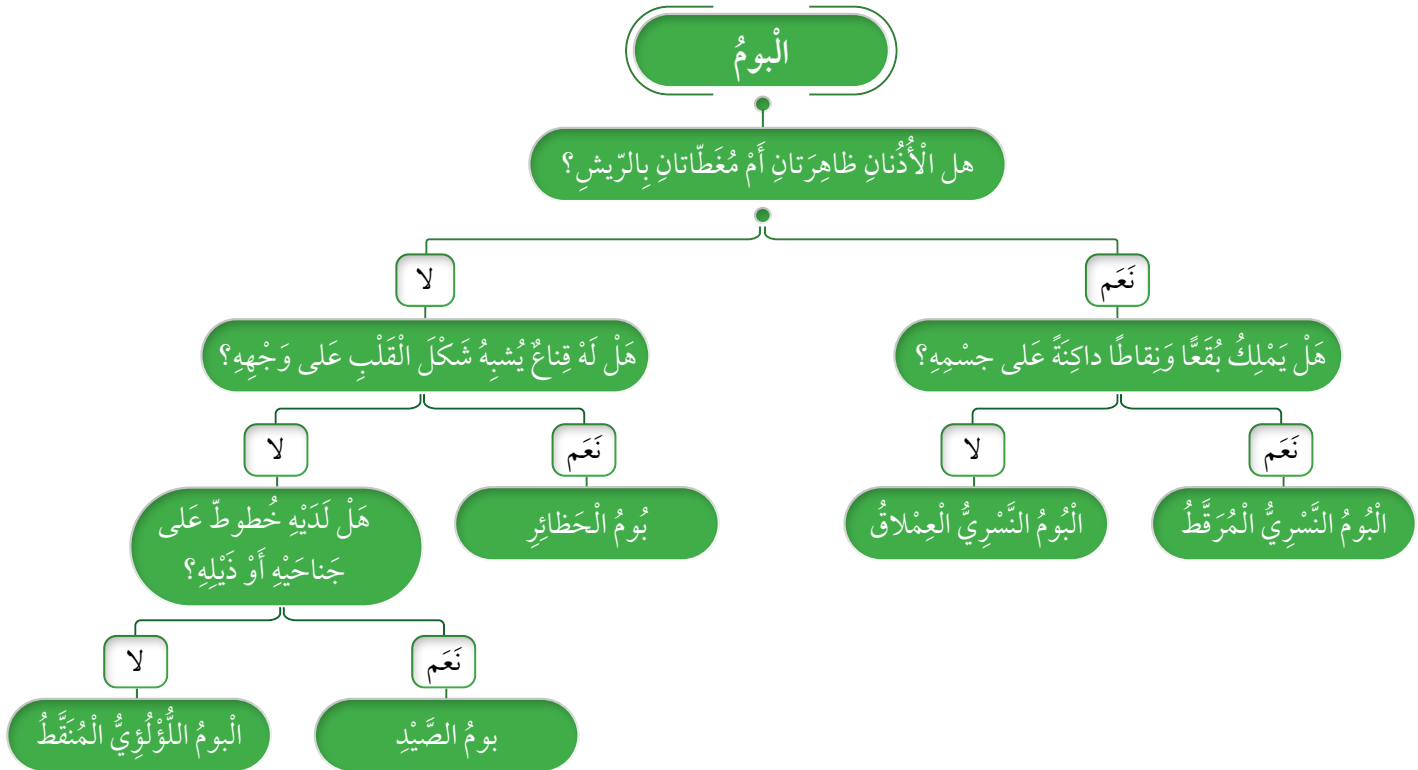 الْبومُ
هل الْأُذُنانِ ظاهِرَتانِ أَمْ مُغَطّاتانِ بِالرّيشِ؟
نَعَم
لا
هَلْ يَمْلِكُ بُقَعًا وَنِقاطًا داكِنَةً عَلى جسْمِهِ؟
هَلْ لَهْ قِناعٌ يُشبِهُ شَكْلَ الْقَلْبِ عَلى وَجْهِهِ؟
نَعَم
لا
نَعَم
لا
الْبُومُ النَّسْرِيُّ الْمُرَقَّطُ
الْبُومُ النَّسْرِيُّ الْعِمْلاقُ
بُومُ الْحَظائِرِ
هَلْ لَدَيْهِ خُطوطٌ عَلى
جَناحَيْهِ أَوْ ذَيْلِهِ؟
نَعَم
لا
بومُ الصَّيْدِ
الْبومُ اللُّؤْلُؤِيُّ الْمُنَقَّطُ